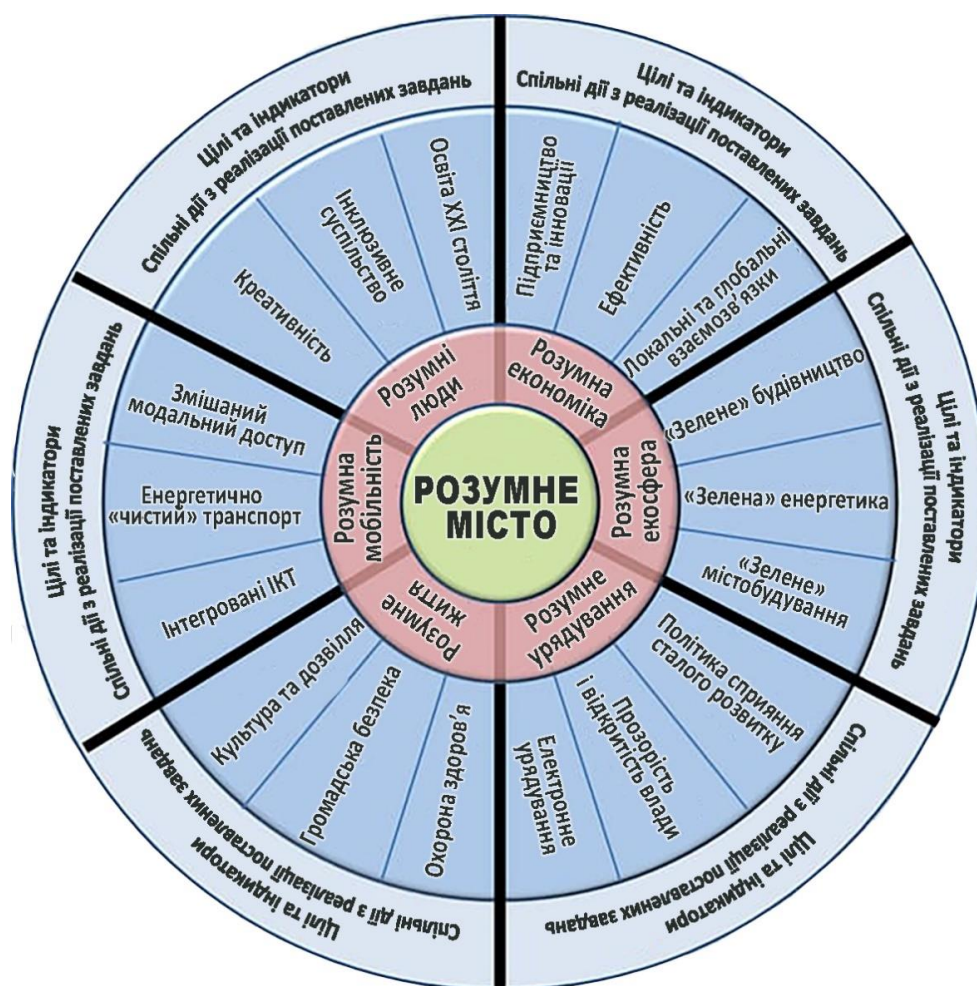 РОЗУМНЕ
МІСТО
Розумні
люди
Розумна
економіка
Розумна
екосфера
Розумне
урядування
Розумне
життя
Розумна
мобільність
Креативність
Інклюзивне
суспільство
Освіта ХХІ століття
Підприємництво
та інновації
Ефективність
Локальні та глобальні
взаємозв’язки
«Зелене» будівництво
«Зелена» енергетика
«Зелене»
містобудування
Політика сприяння
сталого розвитку
Прозорість
і відкритість влади
Електронне
урядування
Охорона здоров’я
Громадська безпека
Культура та дозвілля
Інтегровані ІКТ
Енергетично
“чистий” транспорт
Змішаний
модальний доступ
Цілі та індикатори
Спільні дії з реалізації поставлених завдань
Цілі та індикатори
Спільні дії з реалізації поставлених завдань
Цілі та індикатори
Спільні дії з реалізації поставлених завдань
Цілі та індикатори
Спільні дії з реалізації поставлених завдань
Цілі та індикатори
Спільні дії з реалізації поставлених завдань
Цілі та індикатори
Спільні дії з реалізації поставлених завдань